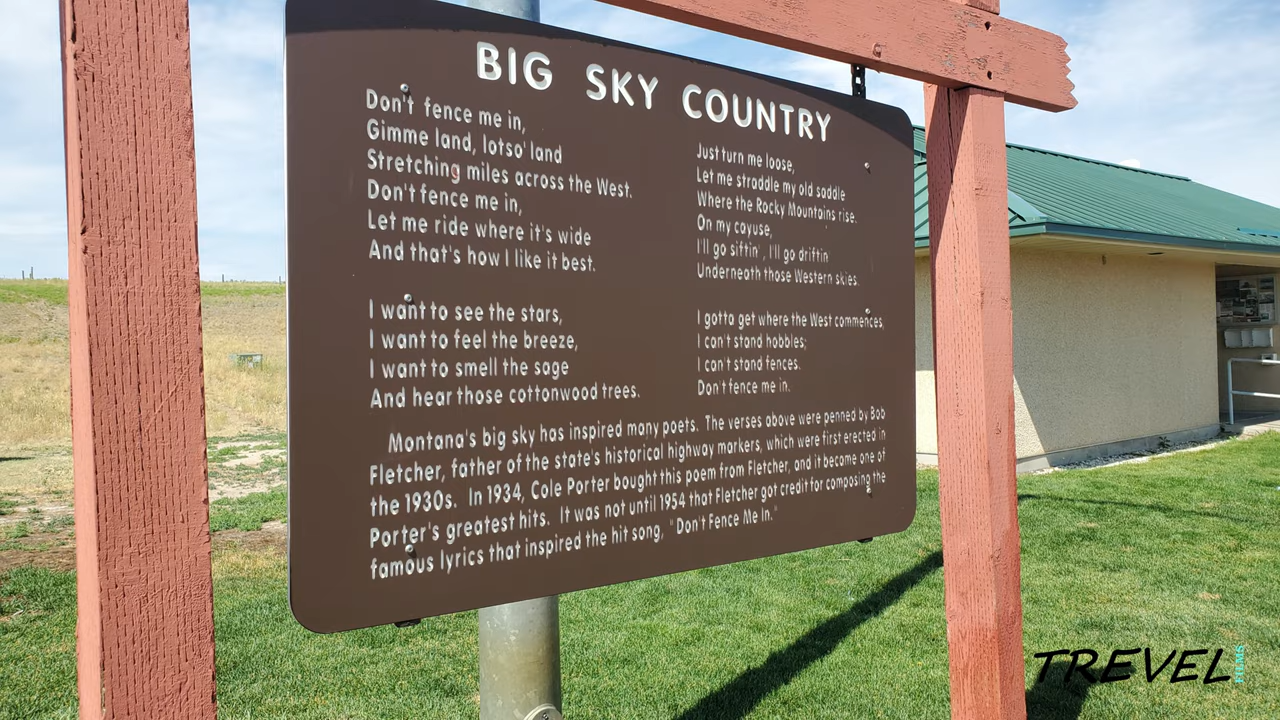 BIG SKY COUNTRY
Don't fence me in,
Gimme land, lotso' land
Stretching miles across the West.
Don't fence me in,
Let me ride where it's wide
And that's how I like it best.
I want to see the stars,
I want to feel the breeze,
I want to smell the sage
And hear those cottonwood trees.
Just turn me loose,
Let me straddle my old saddle
Where the Rocky Mountains rise.
On my cayuse,
I'll go siftin', I'll go driftin
Underneath those Western skies.
I gotta get where the West commences,
I can't stand hobbles;
I can't stand fences.
Don't fence me in.
Montana's big sky has inspired many poets. The verses above were penned by Bob
Fletcher, father of the state's historical highway markers, which were first erected in
the 1930s. In 1934, Cole Porter bought this poem from Fletcher, and it became one of
Porter's greatest hits. It was not until 1954 that Fletcher got credit for composing the
famous lyrics that inspired the hit song, "Don't Fence Me In."
TREVEL